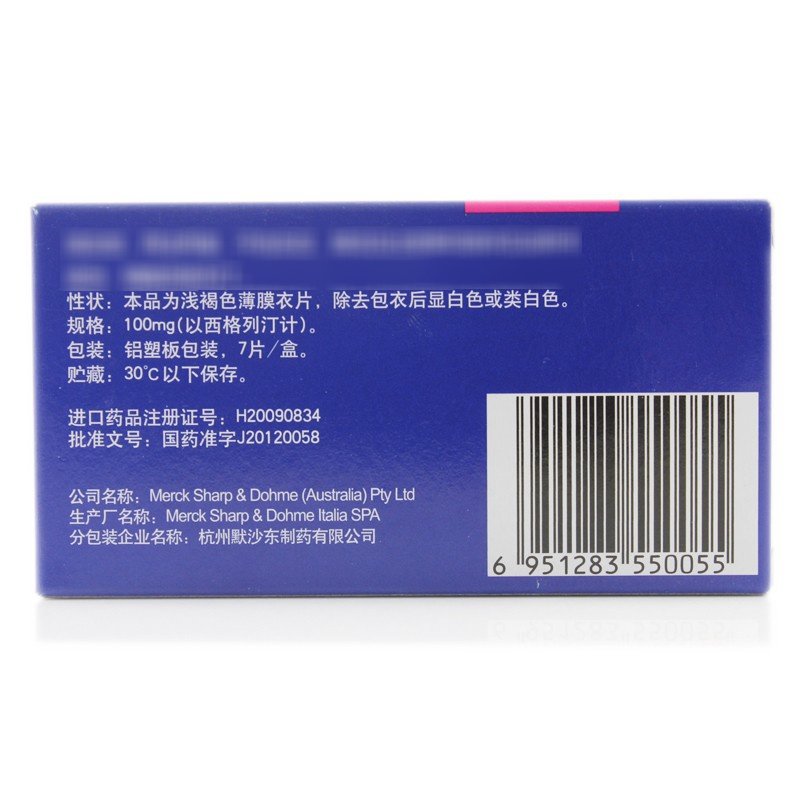 性状：本品为浅褐色薄膜衣片，除去包衣后显白色或类白色。
规格：100mg(以西格列汀计)。
包装：铝塑板包装，7片/盒。
贮藏：30℃以下保存。
进口药品注册证号：H20090834
批准文号：国药准字J20120058
公司名称：Merck Sharp & Dohme (Australia) Pty Ltd
生产厂名称：Merck Sharp & Dohme Italia SPA
分包装企业名称：杭州默沙东制药有限公司
6 951283 550055